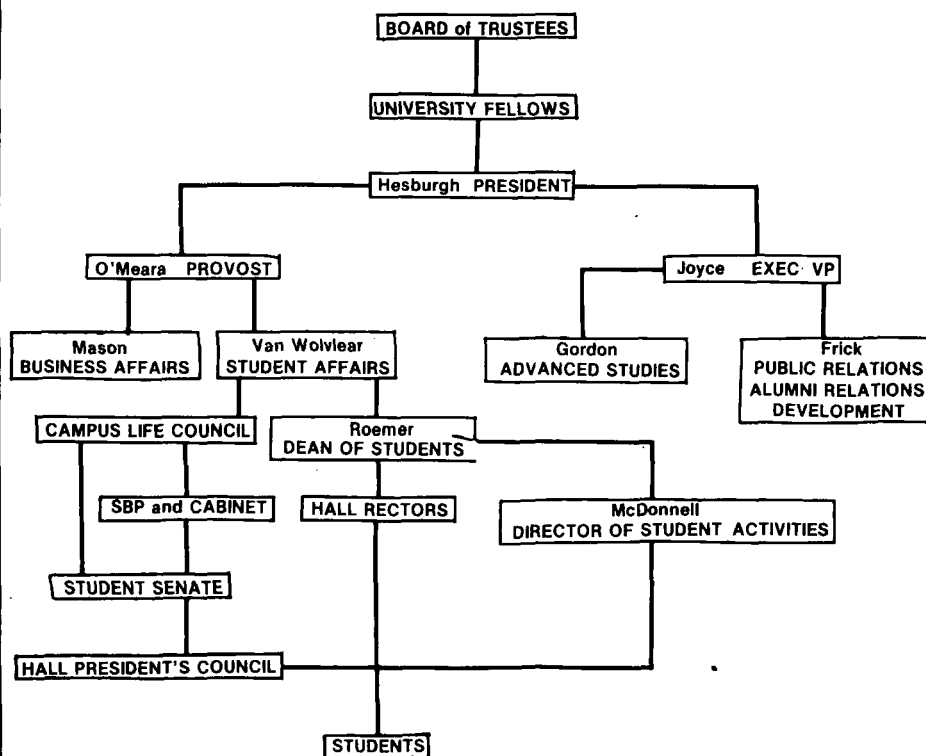 BOARD of TRUSTEES
UNIVERSITY FELLOWS
Hesburgh PRESIDENT
O'Meara PROVOST
Joyce EXEC VP
Mason
BUSINESS AFFAIRS
Van Wolvlear
STUDENT AFFAIRS
Gordon
ADVANCED STUDIES
Frick
PUBLIC RELATIONS
ALUMNI RELATIONS
DEVELOPMENT
CAMPUS LIFE COUNCIL
Roemer
DEAN OF STUDENTS
SBP and CABINET
HALL RECTORS
McDonnell
DIRECTOR OF STUDENT ACTIVITIES
STUDENT SENATE
HALL PRESIDENT'S COUNCIL
STUDENTS